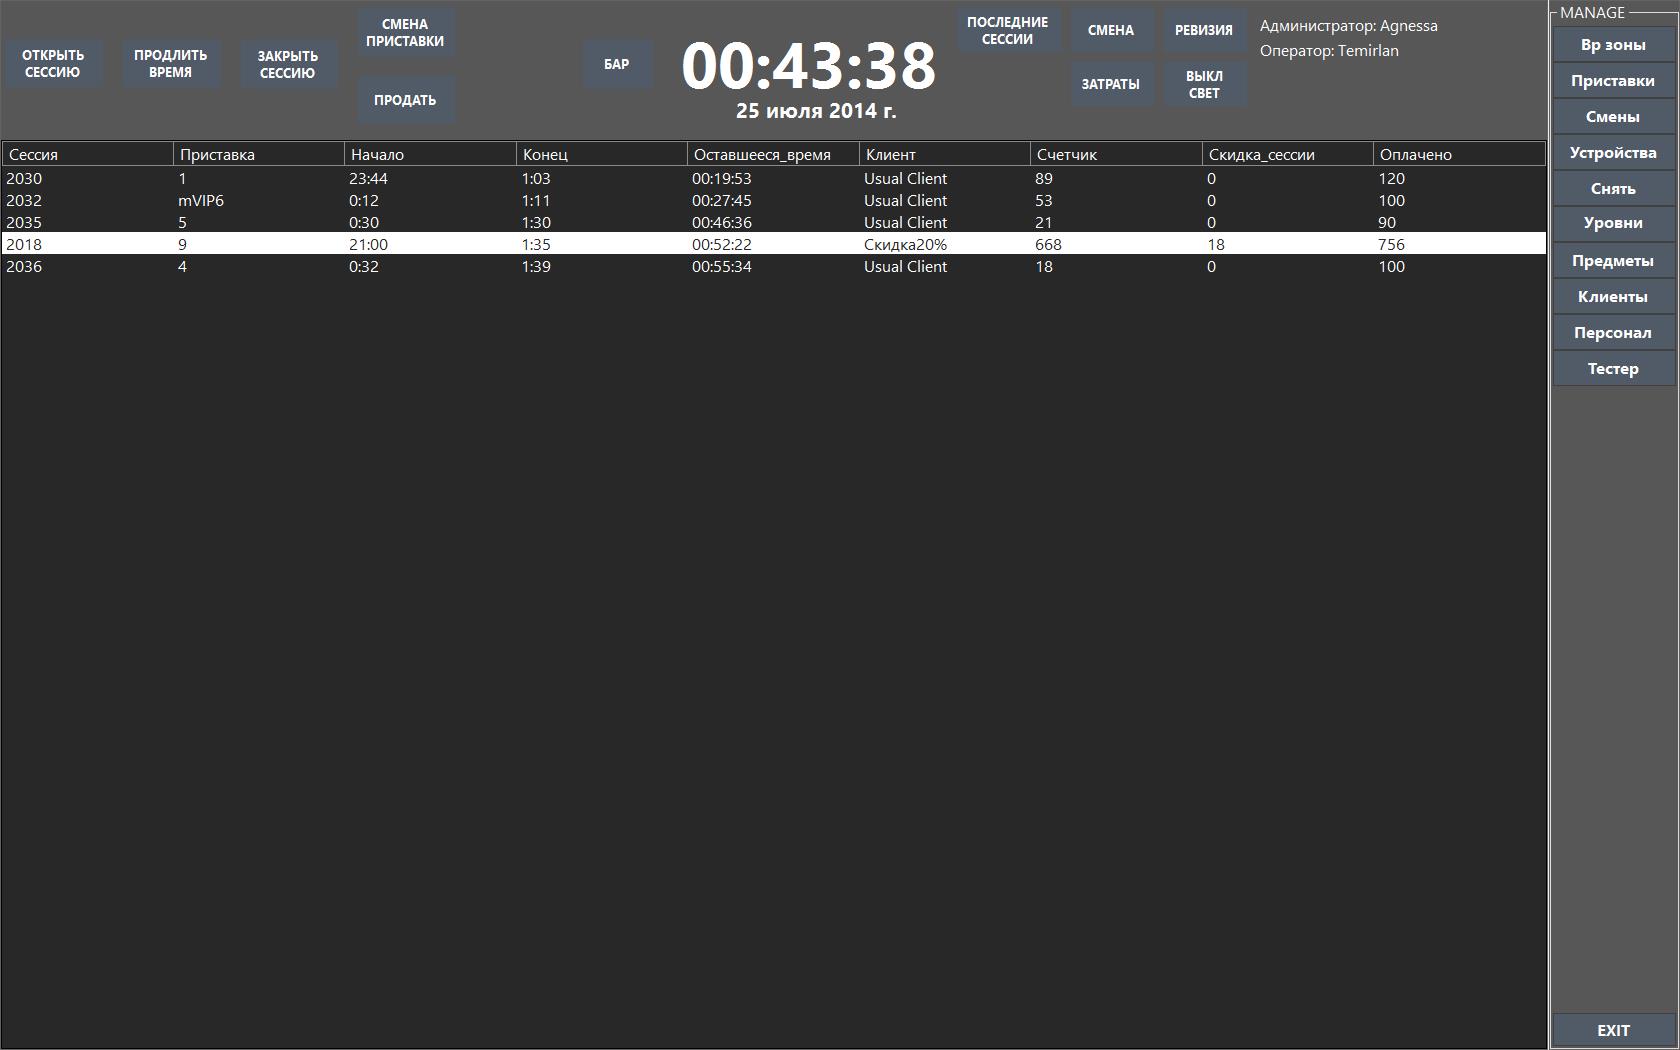 ОТКРЫТЬ
СЕССИЮ
ПРОДЛИТЬ
ВРЕМЯ
ЗАКРЫТЬ
СЕССИЮ
СМЕНА
ПРИСТАВКИ
ПРОДАТЬ
БАР
00:43:38
25 июля 2014 г.
ПОСЛЕДНИЕ
СЕССИИ
СМЕНА
РЕВИЗИЯ
ЗАТРАТЫ
ВЫКЛ
СВЕТ
Администратор: Agnessa
Оператор: Temirlan
Сессия Приставка Начало Конец Оставшееся_время Клиент Счетчик Скидка_сессии Оплачено
2030 1 23:44 1:03 00:19:53 Usual Client 89 0 120
2032 mVIP6 0:12 1:11 00:27:45 Usual Client 53 0 100
2035 5 0:30 1:30 00:46:36 Usual Client 21 0 90
2018 9 21:00 1:35 00:52:22 Скидка20% 668 18 756
2036 4 0:32 1:39 00:55:34 Usual Client 18 0 100
MANAGE
Вр зоны
Приставки
Смены
Устройства
Снять
Уровни
Предметы
Клиенты
Персонал
Тестер
EXIT